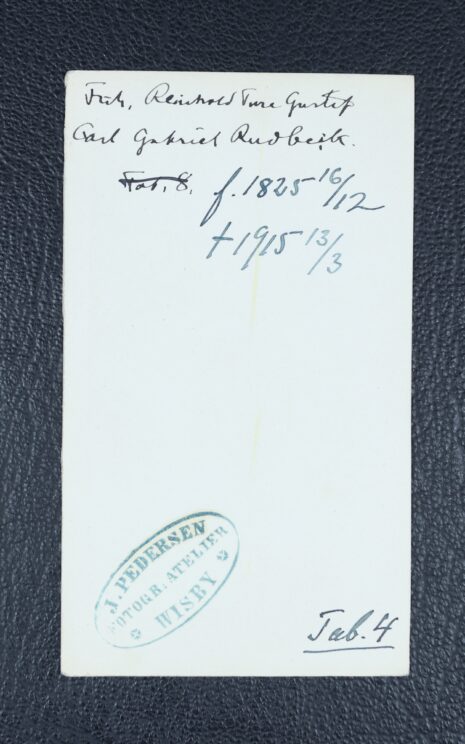 Frih, Reinhold Ture Gustaf
Carl Gabriel Rudbeck.
Tab. 8. f. 1825 16/12
† 1915 13/3
J. PEDERSEN
FOTOGR: ATELIER
WISBY
Tab. 4